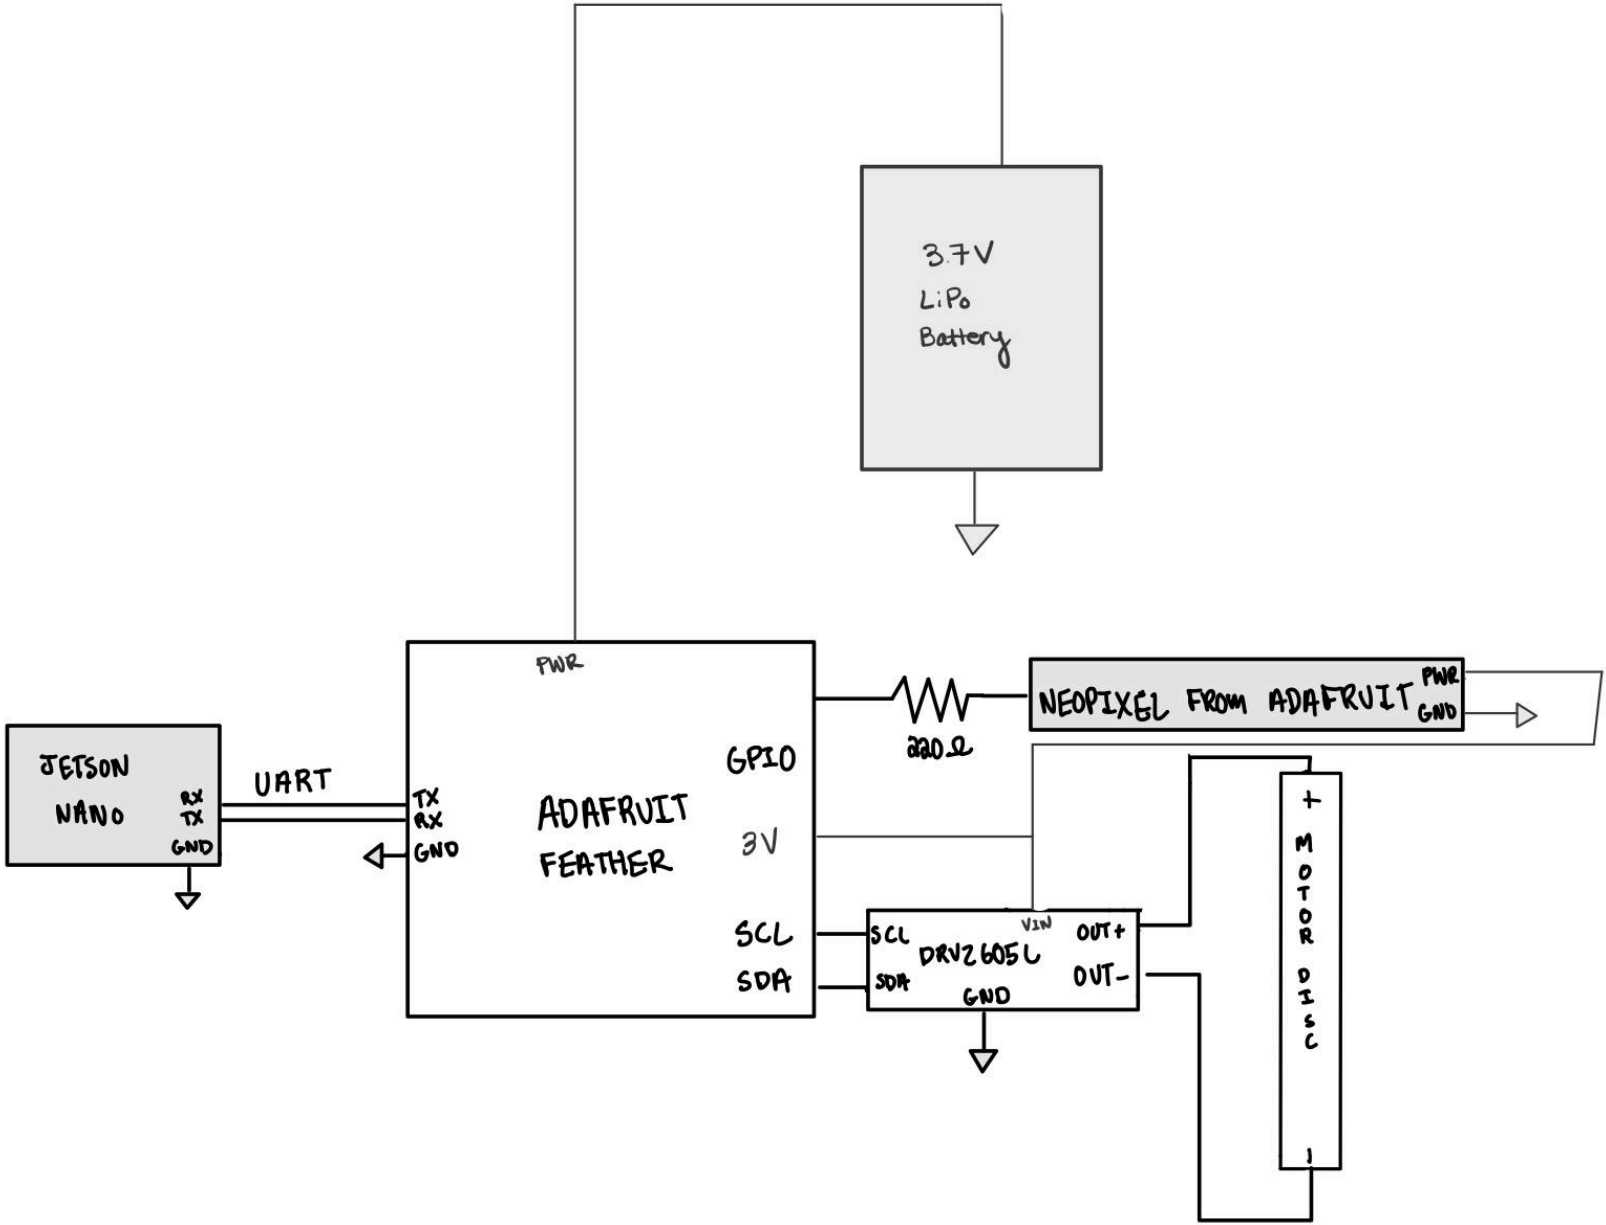 3.7V
LiPo
Battery
PWR
NEOPIXEL FROM ADAFRUIT
PWR
GND
220Ω
JETSON
NANO
RX
TX
GND
UART
TX
RX
GND
ADAFRUIT
FEATHER
GPIO
3V
SCL
SDA
SCL
SDA
VIN
DRV2605L
GND
OUT+
OUT-
+
MOTOR DISC
-